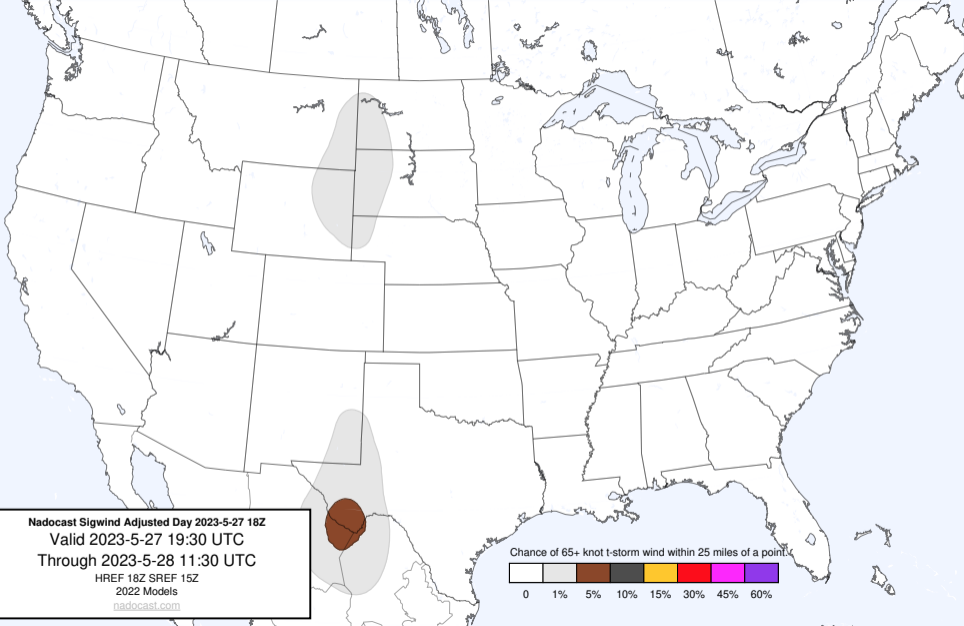 Nadocast Sigwind Adjusted Day 2023-5-27 18Z
Valid 2023-5-27 19:30 UTC
Through 2023-5-28 11:30 UTC
HREF 18Z SREF 15Z
2022 Models
nadocast.com
Chance of 65+ knot t-storm wind within 25 miles of a point.
0 1% 5% 10% 15% 30% 45% 60%